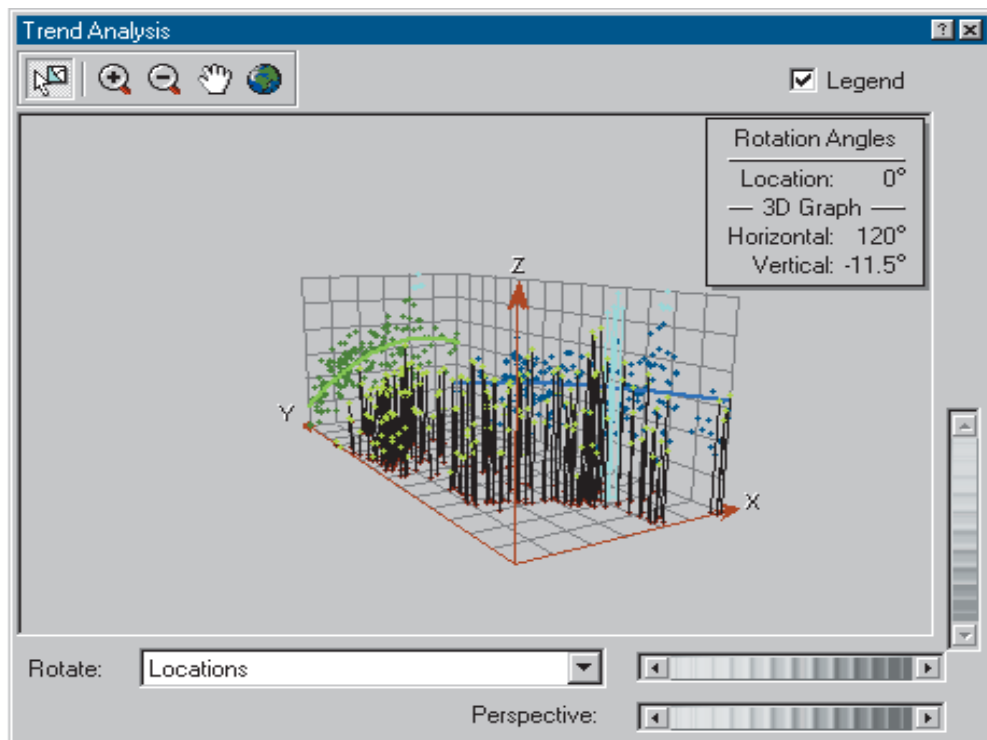 Trend Analysis
Legend
Rotation Angles
Location: 0°
3D Graph
Horizontal: 120°
Vertical: -11.5°
Z
Y
X
Rotate: Locations
Perspective: